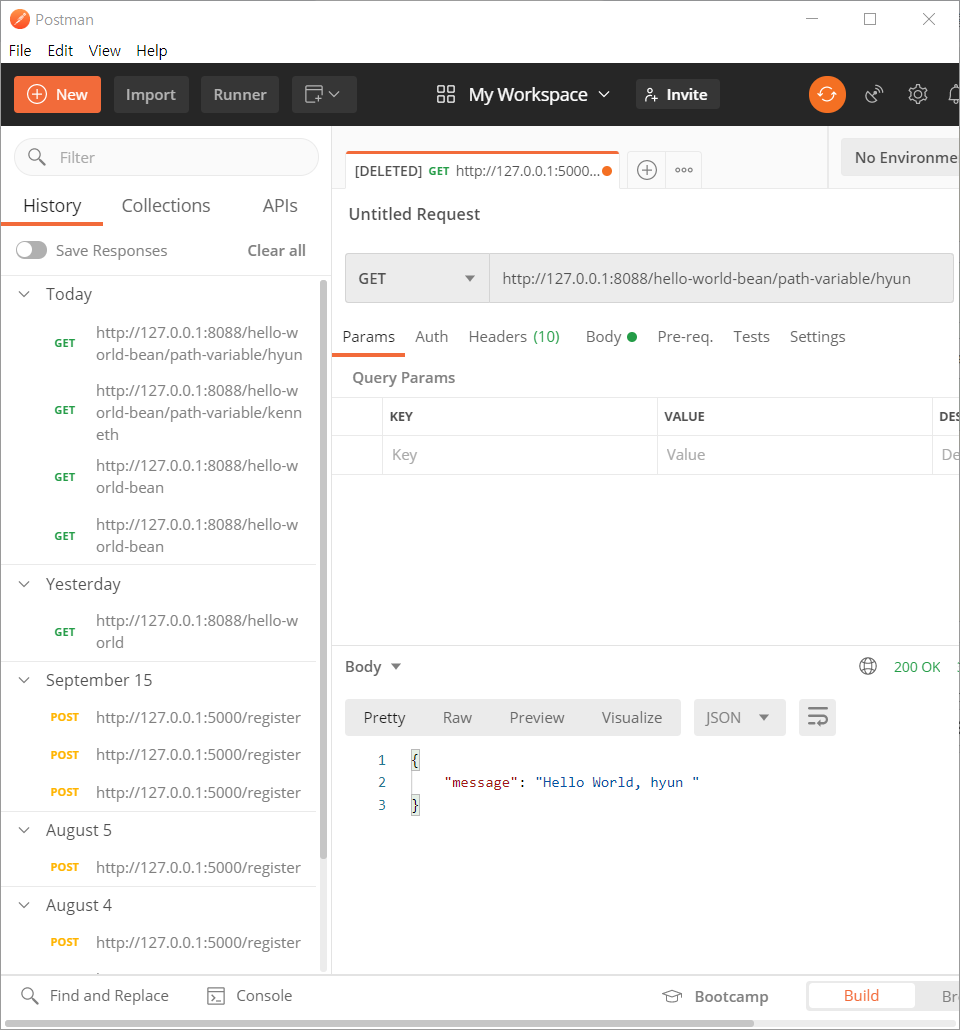 Postman
File Edit View Help
New Import Runner My Workspace Invite
Filter
History Collections APIs
Save Responses Clear all
Today
GET http://127.0.0.1:8088/hello-w
orld-bean/path-variable/hyun
GET http://127.0.0.1:8088/hello-w
orld-bean/path-variable/kenn
eth
GET http://127.0.0.1:8088/hello-w
orld-bean
GET http://127.0.0.1:8088/hello-w
orld-bean
Yesterday
GET http://127.0.0.1:8088/hello-w
orld
September 15
POST http://127.0.0.1:5000/register
POST http://127.0.0.1:5000/register
POST http://127.0.0.1:5000/register
August 5
POST http://127.0.0.1:5000/register
August 4
POST http://127.0.0.1:5000/register
[DELETED] GET http://127.0.0.1:5000...
No Environme
Untitled Request
GET http://127.0.0.1:8088/hello-world-bean/path-variable/hyun
Params Auth Headers (10) Body Pre-req. Tests Settings
Query Params
KEY VALUE DES
Key Value De
Body 200 OK
Pretty Raw Preview Visualize JSON
1 {
2 "message": "Hello World, hyun "
3 }
Find and Replace Console Bootcamp Build Br